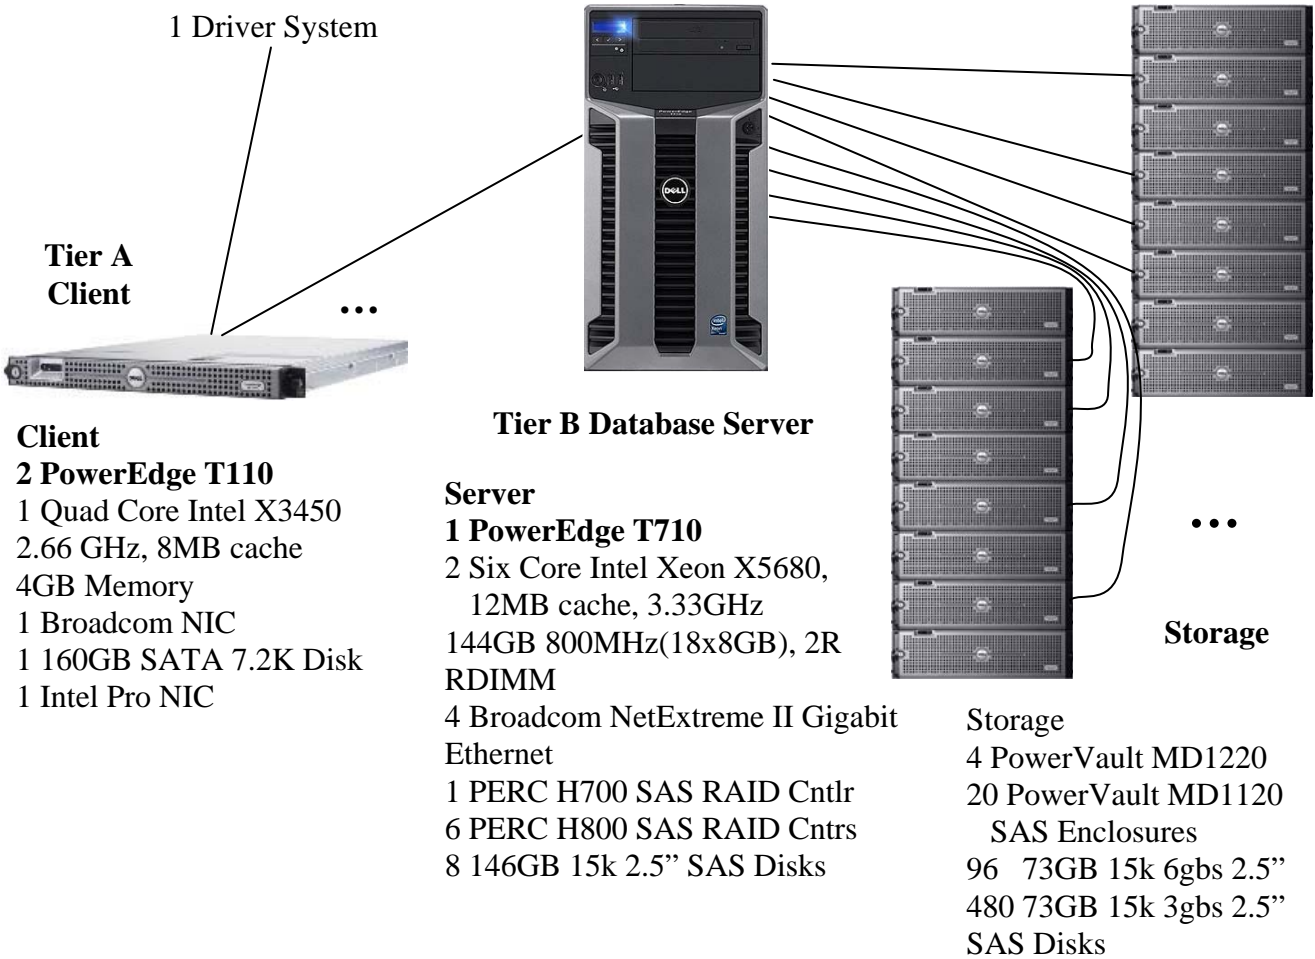 1 Driver System
Tier A
Client
...
DELL
Client
2 PowerEdge T110
1 Quad Core Intel X3450
2.66 GHz, 8MB cache
4GB Memory
1 Broadcom NIC
1 160GB SATA 7.2K Disk
1 Intel Pro NIC
Tier B Database Server
Server
1 PowerEdge T710
2 Six Core Intel Xeon X5680,
12MB cache, 3.33GHz
144GB 800MHz(18x8GB), 2R
RDIMM
4 Broadcom NetExtreme II Gigabit
Ethernet
1 PERC H700 SAS RAID Cntlr
6 PERC H800 SAS RAID Cntrs
8 146GB 15k 2.5” SAS Disks
...
Storage
Storage
4 PowerVault MD1220
20 PowerVault MD1120
SAS Enclosures
96 73GB 15k 6gbs 2.5”
480 73GB 15k 3gbs 2.5”
SAS Disks